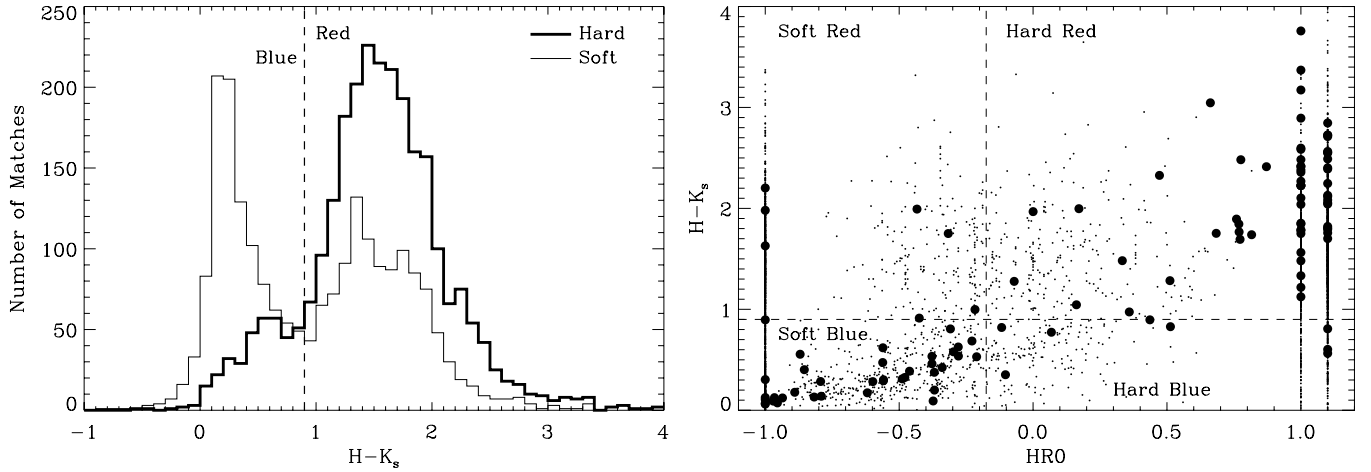 250
200
150
100
50
0
Number of Matches
Blue
Red
Hard
Soft
-1
0
1
2
3
4
H-Ks
4
3
2
1
0
H-Ks
Soft Red
Hard Red
Soft Blue
Hard Blue
-1.0
-0.5
0.0
0.5
1.0
HR0